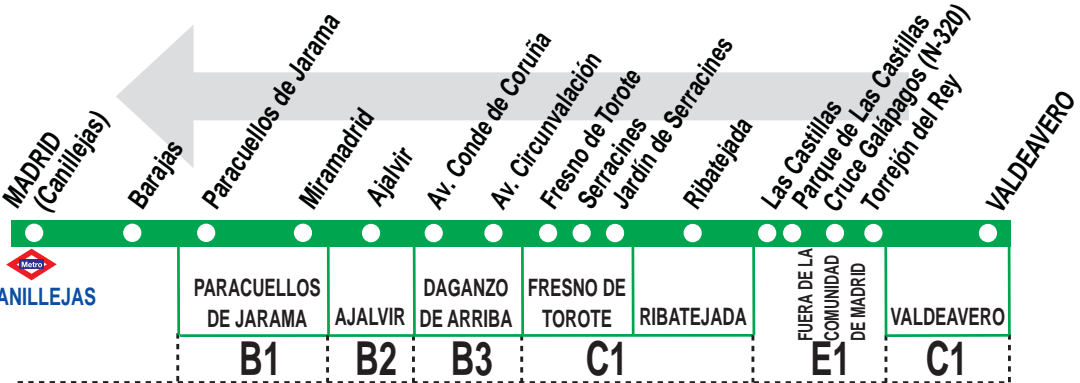 MADRID
(Canillejas)
Barajas
Paracuellos de Jarama
Miramadrid
Ajalvir
Av. Conde de Coruña
Av. Circunvalación
Fresno de Torote
Serracines
Jardín de Serracines
Ribatejada
Las Castillas
Parque de Las Castillas
Cruce Galápagos (N-320)
Torrejón del Rey
VALDEAVERO
Metro
ANILLEJAS
PARACUELLOS
DE JARAMA
AJALVIR
DAGANZO
DE ARRIBA
FRESNO DE
TOROTE
RIBATEJADA
FUERA DE LA
COMUNIDAD
DE MADRID
VALDEAVERO
B1
B2
B3
C1
E1
C1